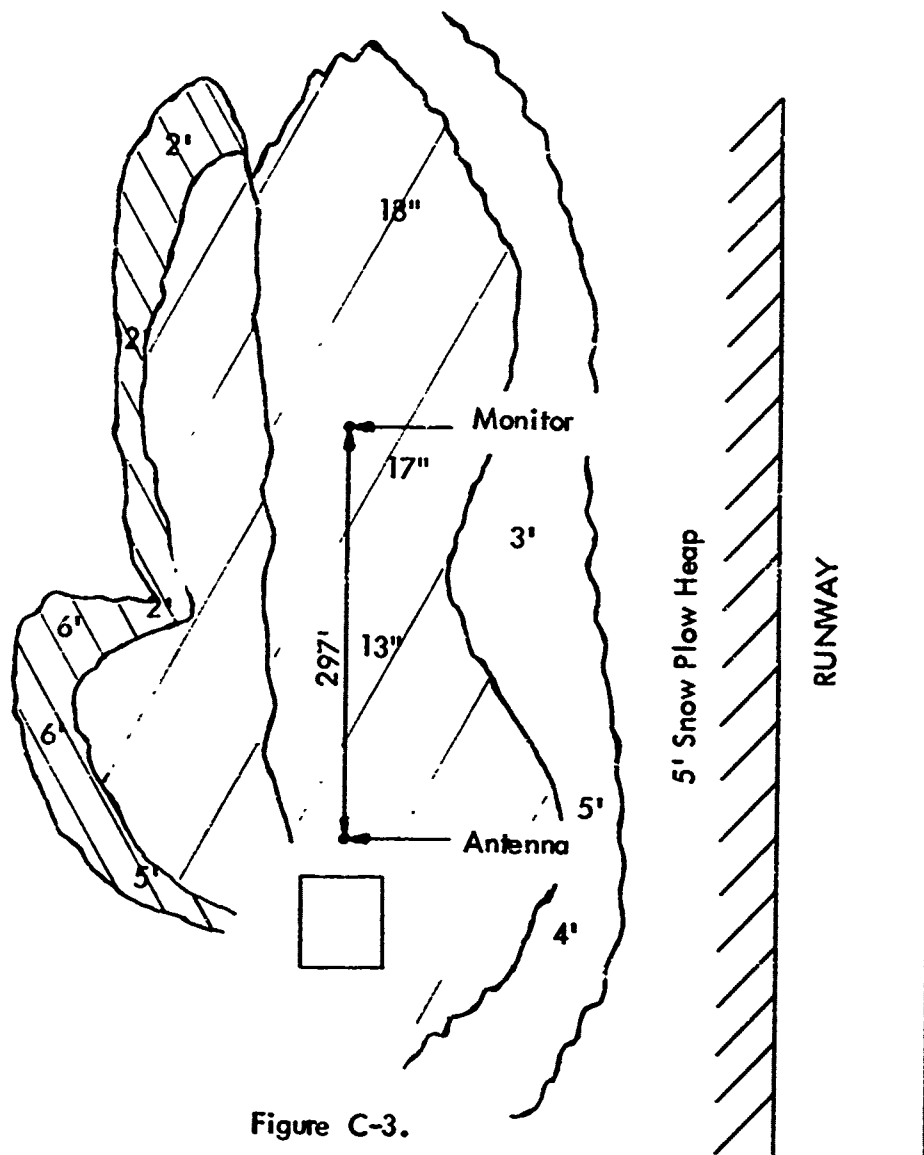 2'
18"
2'
Monitor
17"
3'
5' Snow Plow Heap
RUNWAY
2'
6'
297'
13"
6'
5'
Antenna
5'
4'
Figure C-3.